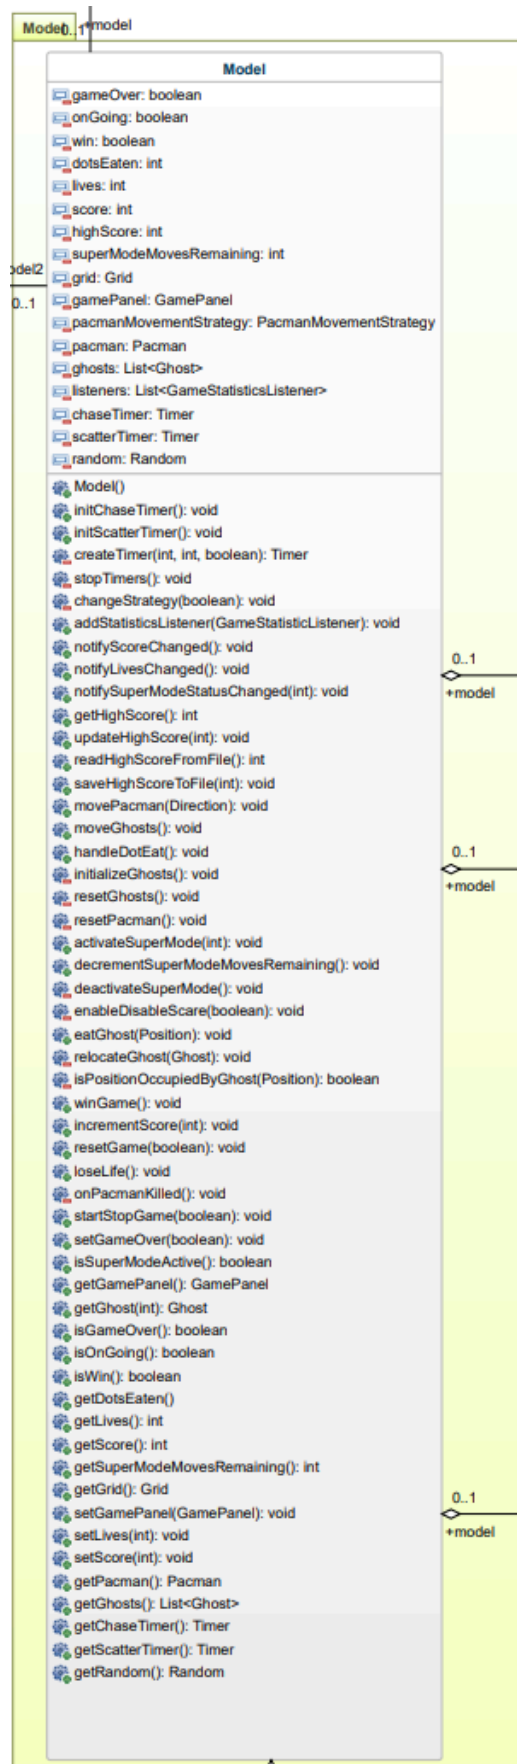 Model
0..1
+model
Model
gameOver: boolean
onGoing: boolean
win: boolean
dotsEaten: int
lives: int
score: int
highScore: int
superModeMovesRemaining: int
odel2
grid: Grid
0..1
gamePanel: GamePanel
pacmanMovementStrategy: PacmanMovementStrategy
pacman: Pacman
ghosts: List<Ghost>
listeners: List<GameStatisticsListener>
chaseTimer: Timer
scatterTimer: Timer
random: Random
Model()
initChaseTimer(): void
initScatterTimer(): void
createTimer(int, int, boolean): Timer
stopTimers(): void
changeStrategy(boolean): void
addStatisticsListener(GameStatisticListener): void
notifyScoreChanged(): void
0..1
notifyLivesChanged(): void
notifySuperModeStatusChanged(int): void
+model
getHighScore(): int
updateHighScore(int): void
readHighScoreFromFile(): int
saveHighScoreToFile(int): void
movePacman(Direction): void
moveGhosts(): void
handleDotEat(): void
0..1
initializeGhosts(): void
+model
resetGhosts(): void
resetPacman(): void
activateSuperMode(int): void
decrementSuperModeMovesRemaining(): void
deactivateSuperMode(): void
enableDisableScare(boolean): void
eatGhost(Position): void
relocateGhost(Ghost): void
isPositionOccupiedByGhost(Position): boolean
winGame(): void
incrementScore(int): void
resetGame(boolean): void
loseLife(): void
onPacmanKilled(): void
startStopGame(boolean): void
setGameOver(boolean): void
isSuperModeActive(): boolean
getGamePanel(): GamePanel
getGhost(int): Ghost
isGameOver(): boolean
isOnGoing(): boolean
isWin(): boolean
getDotsEaten()
getLives(): int
getScore(): int
getSuperModeMovesRemaining(): int
getGrid(): Grid
0..1
setGamePanel(GamePanel): void
setLives(int): void
+model
setScore(int): void
getPacman(): Pacman
getGhosts(): List<Ghost>
getChaseTimer(): Timer
getScatterTimer(): Timer
getRandom(): Random